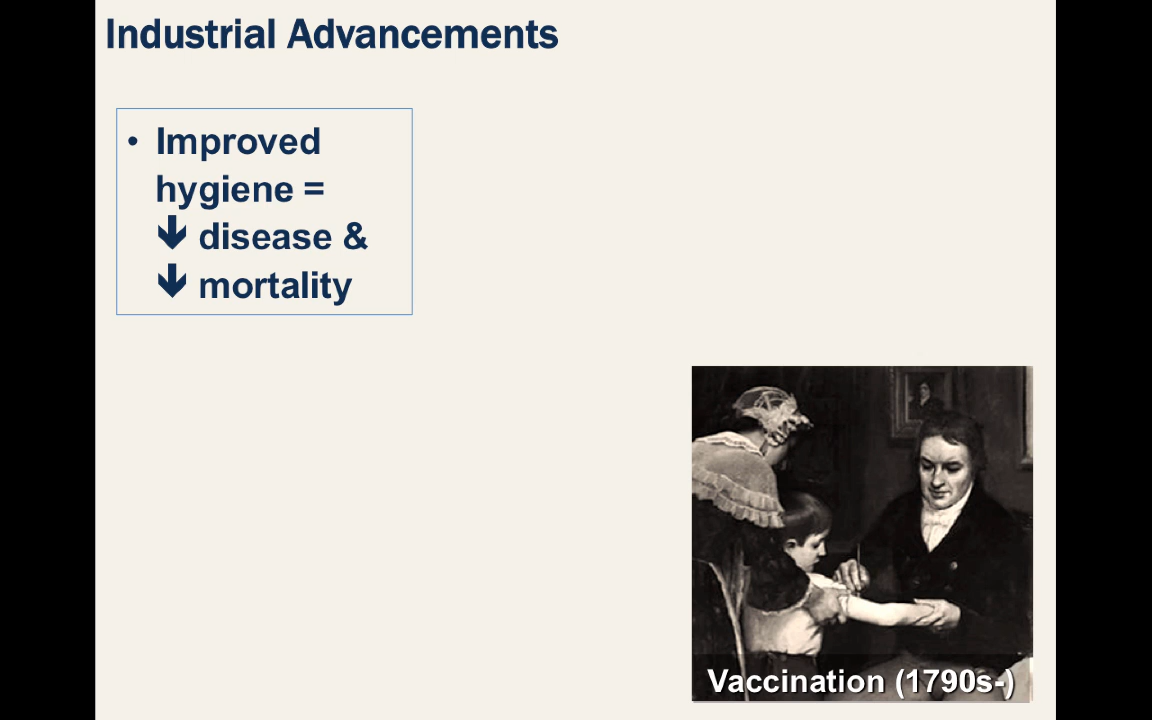 Industrial Advancements
• Improved
hygiene =
🡻 disease &
🡻 mortality
Vaccination (1790s-)